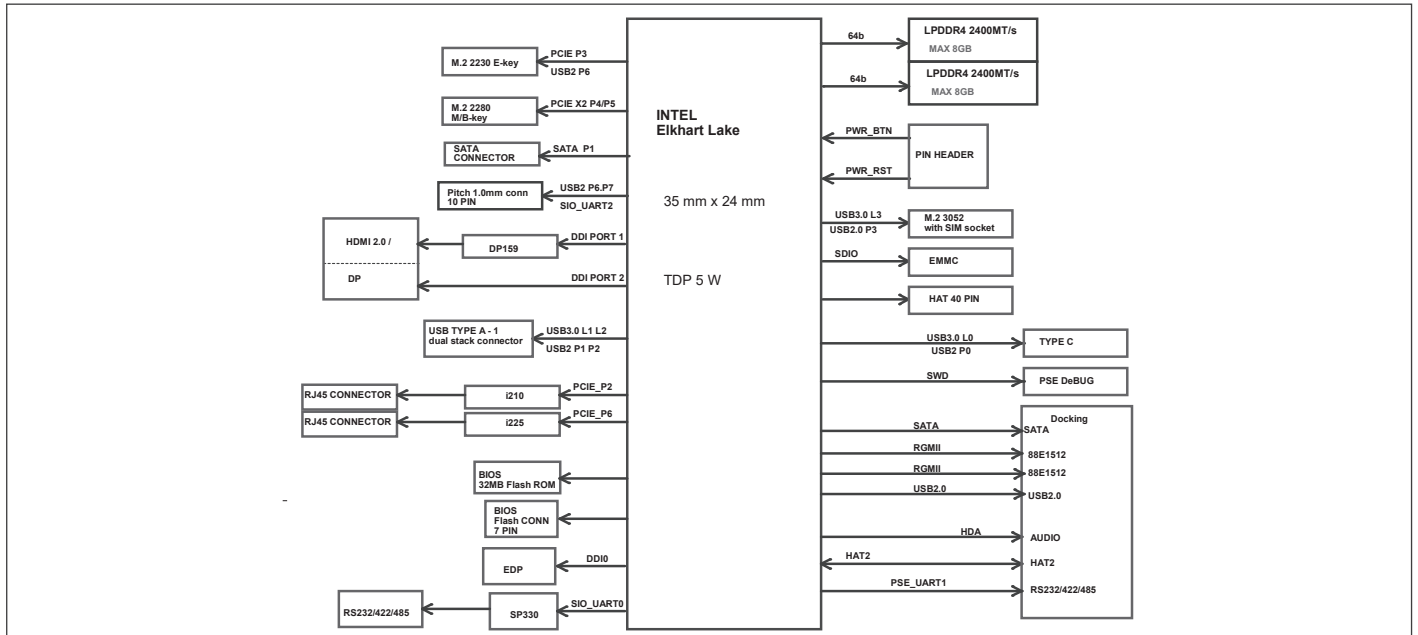 PCIE P3
M.2 2230 E-key
USB2 P6
PCIE X2 P4/P5
M.2 2280
M/B-key
SATA
CONNECTOR
SATA P1
Pitch 1.0mm conn
10 PIN
USB2 P6.P7
SIO_UART2
HDMI 2.0 /
DP
DP159
DDI PORT 1
DDI PORT 2
USB TYPE A - 1
dual stack connector
USB3.0 L1 L2
USB2 P1 P2
RJ45 CONNECTOR
i210
PCIE_P2
RJ45 CONNECTOR
i225
PCIE_P6
BIOS
32MB Flash ROM
BIOS
Flash CONN
7 PIN
EDP
DDI0
RS232/422/485
SP330
SIO_UART0
-
INTEL
Elkhart Lake
35 mm x 24 mm
TDP 5 W
64b
LPDDR4 2400MT/s
MAX 8GB
64b
LPDDR4 2400MT/s
MAX 8GB
PWR_BTN
PWR_RST
PIN HEADER
USB3.0 L3
USB2.0 P3
M.2 3052
with SIM socket
SDIO
EMMC
HAT 40 PIN
USB3.0 L0
USB2 P0
TYPE C
SWD
PSE DeBUG
Docking
SATA
SATA
RGMII
88E1512
RGMII
88E1512
USB2.0
USB2.0
HDA
AUDIO
HAT2
HAT2
PSE_UART1
RS232/422/485